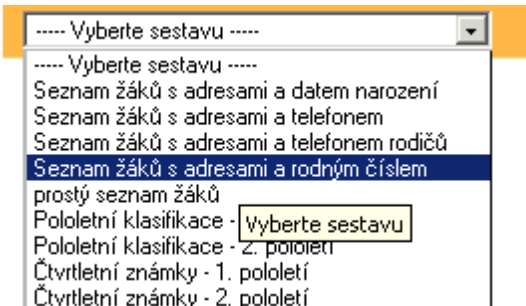 ----- Vyberte sestavu -----
----- Vyberte sestavu -----
Seznam žáků s adresami a datem narození
Seznam žáků s adresami a telefonem
Seznam žáků s adresami a telefonem rodičů
Seznam žáků s adresami a rodným číslem
prostý seznam žáků
Pololetní klasifikace -
Vyberte sestavu
Pololetní klasifikace - 2. pololetí
Čtvrtletní známky - 1. pololetí
Čtvrtletní známky - 2. pololetí